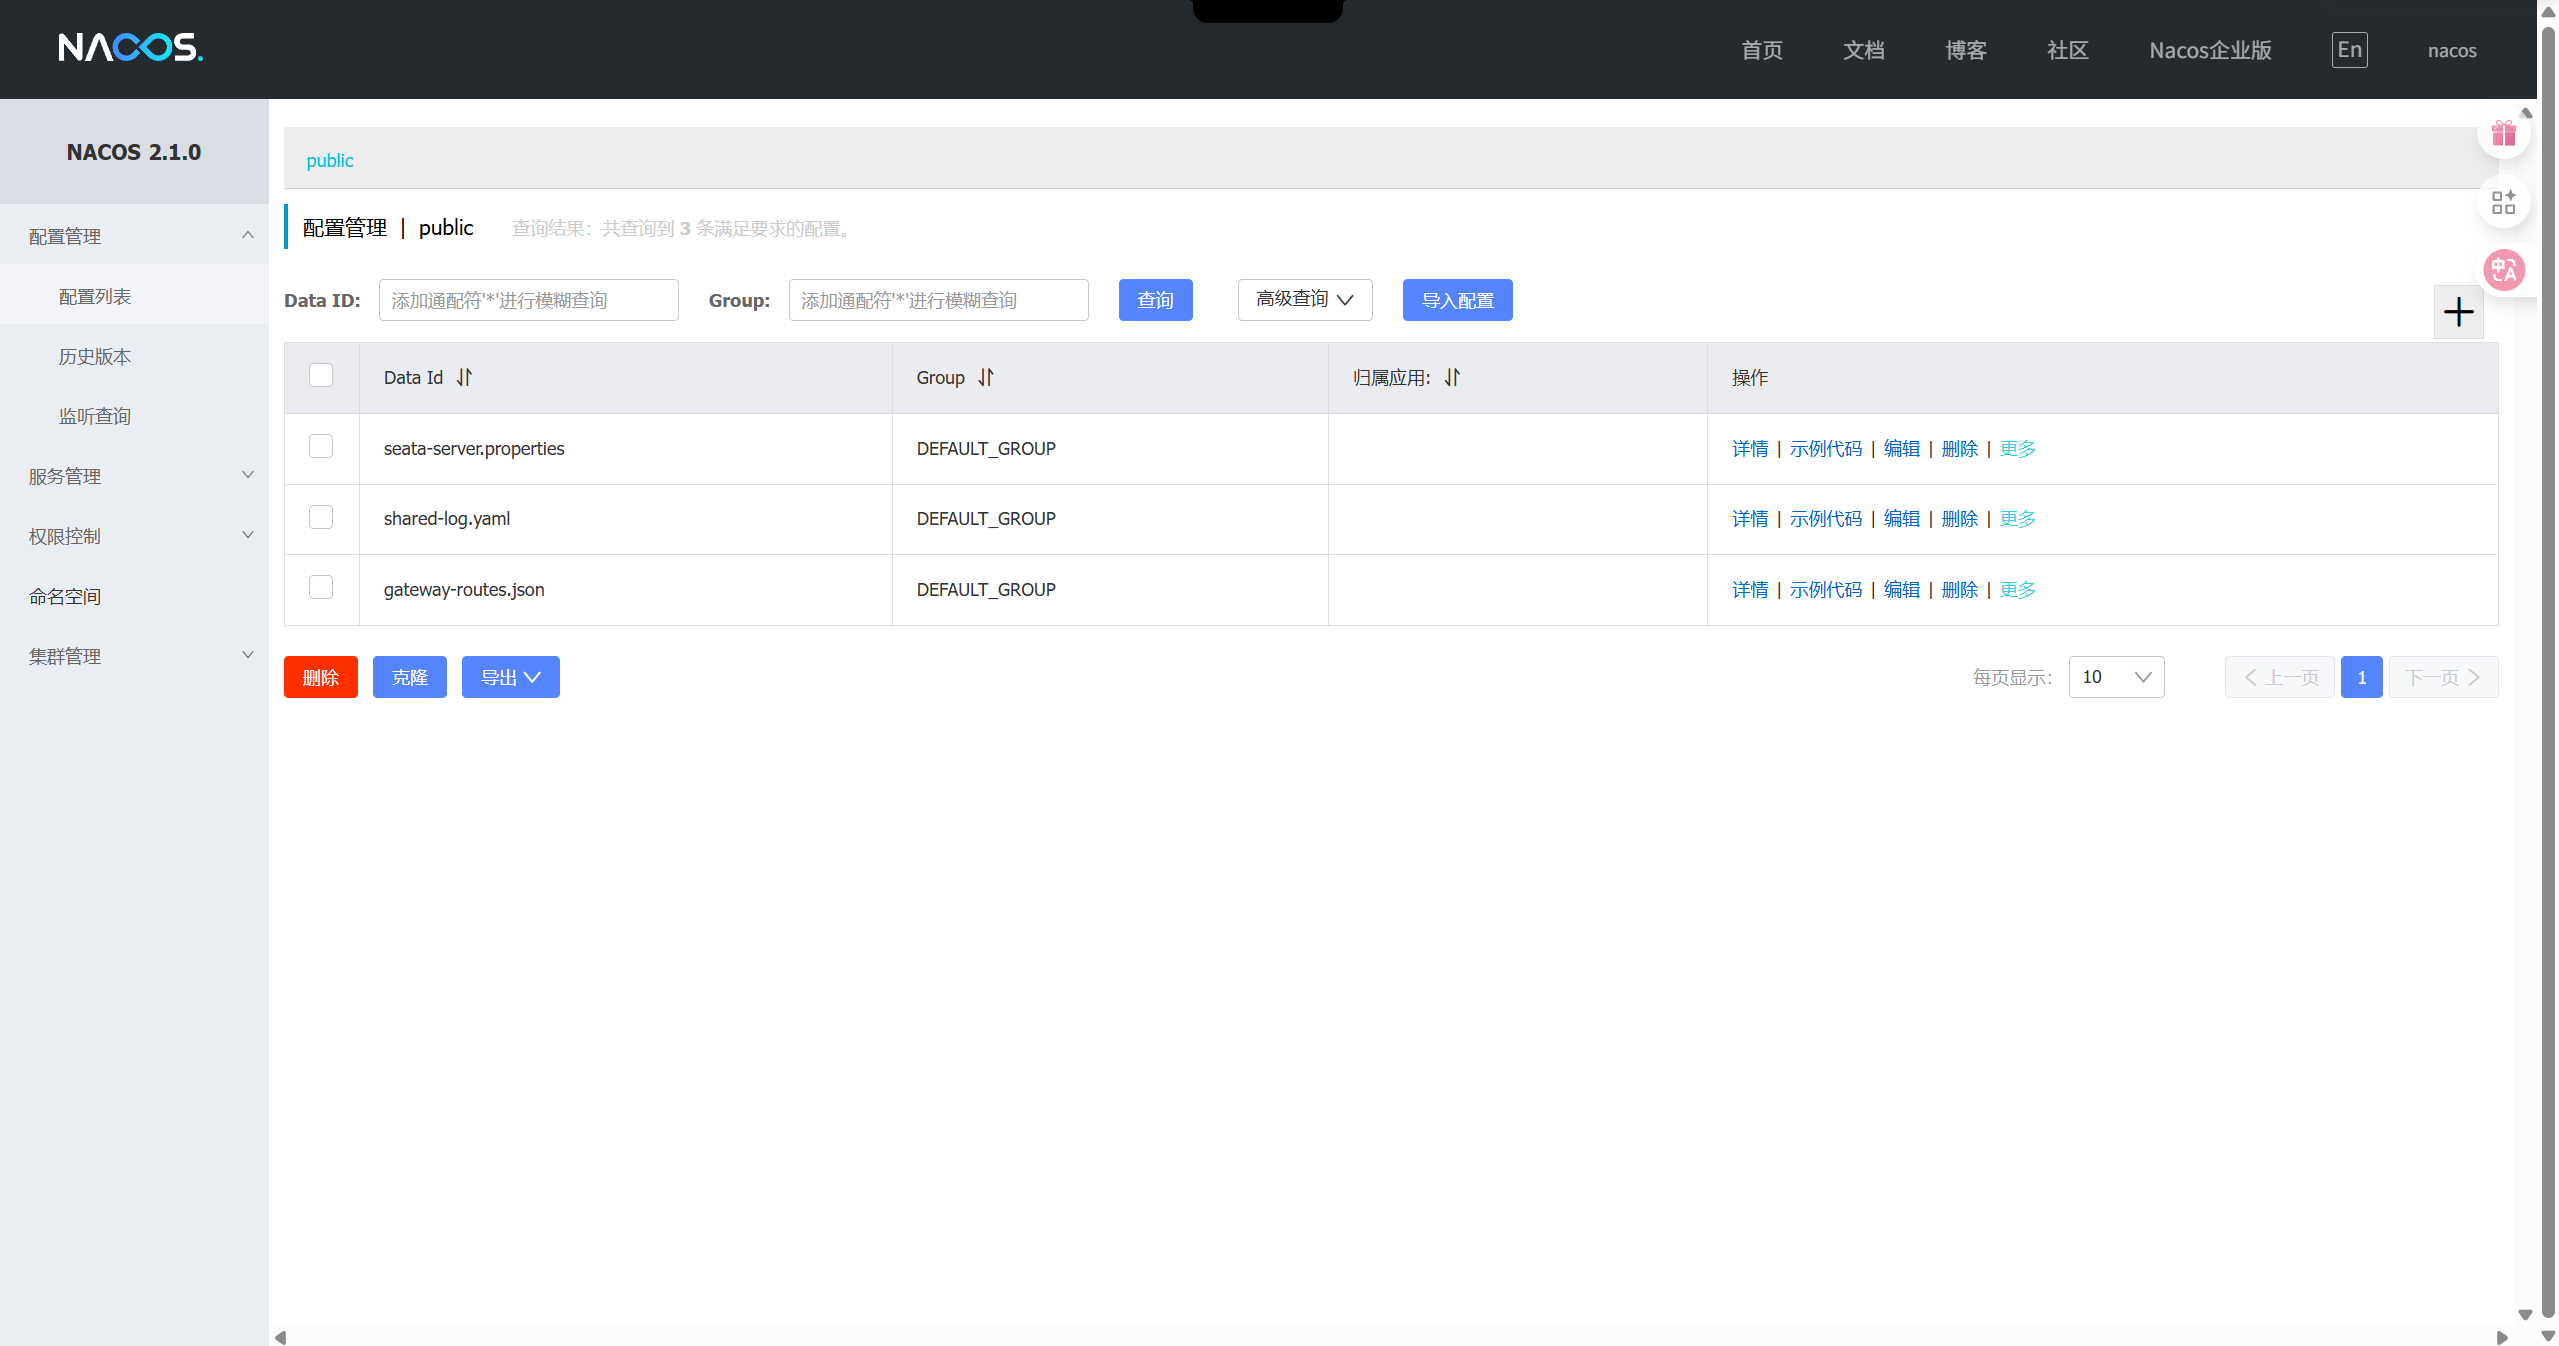 NACOS.
首页 文档 博客 社区 Nacos企业版 En nacos
NACOS 2.1.0
配置管理
配置列表
历史版本
监听查询
服务管理
权限控制
命名空间
集群管理
public
配置管理 | public 查询结果：共查询到 3 条满足要求的配置。
Data ID: 添加通配符'*'进行模糊查询 Group: 添加通配符'*'进行模糊查询 查询 高级查询 导入配置
Data Id Group 归属应用: 操作
seata-server.properties DEFAULT_GROUP 详情 | 示例代码 | 编辑 | 删除 | 更多
shared-log.yaml DEFAULT_GROUP 详情 | 示例代码 | 编辑 | 删除 | 更多
gateway-routes.json DEFAULT_GROUP 详情 | 示例代码 | 编辑 | 删除 | 更多
删除 克隆 导出 每页显示: 10 上一页 1 下一页
中A